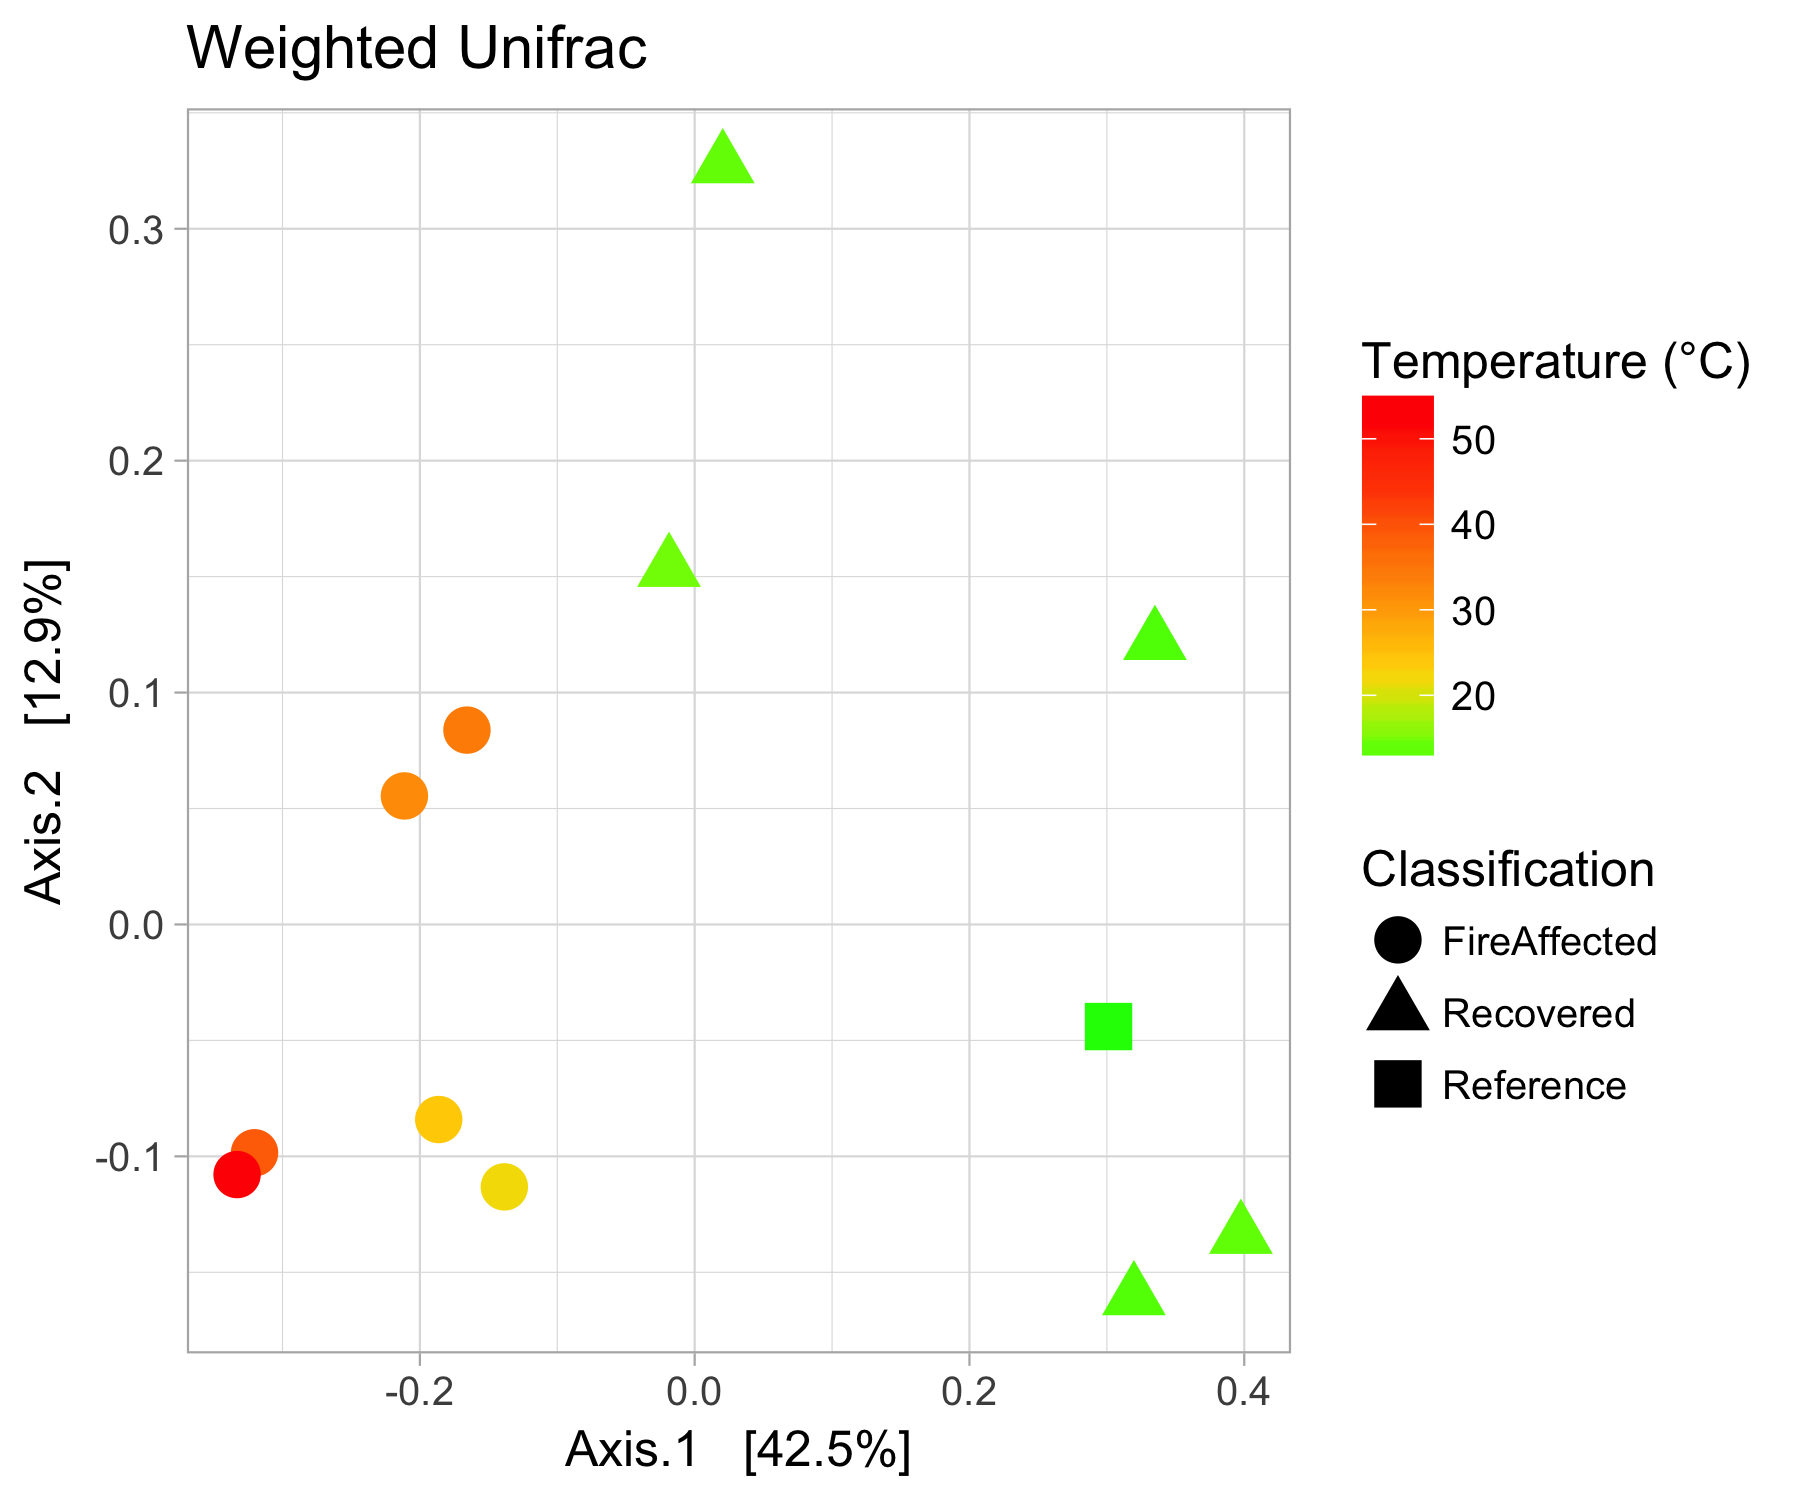 Weighted Unifrac
0.3
0.2
0.1
0.0
-0.1
Axis.2 [12.9%]
-0.2 0.0 0.2 0.4
Axis.1 [42.5%]
Temperature (°C)
50
40
30
20
Classification
FireAffected
Recovered
Reference